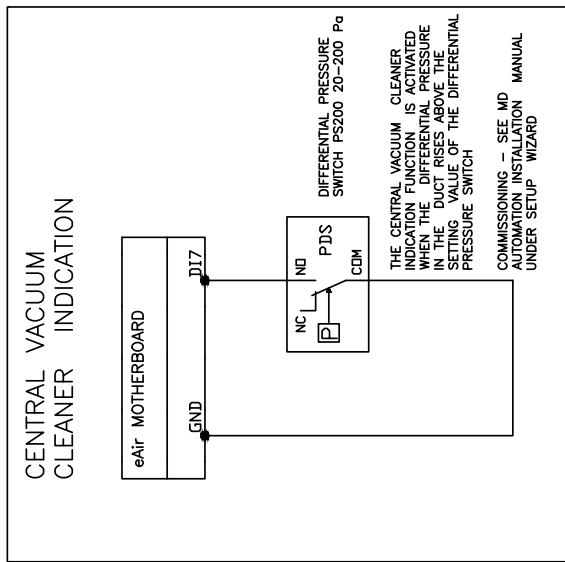 CENTRAL VACUUM
CLEANER INDICATION
eAir MOTHERBOARD
GND
DI7
NC
NO
P
PDS
COM
DIFFERENTIAL PRESSURE
SWITCH PS200 20-200 Pa
THE CENTRAL VACUUM CLEANER
INDICATION FUNCTION IS ACTIVATED
WHEN THE DIFFERENTIAL PRESSURE
IN THE DUCT RISES ABOVE THE
SETTING VALUE OF THE DIFFERENTIAL
PRESSURE SWITCH
COMMISSIONING - SEE MD
AUTOMATION INSTALLATION MANUAL
UNDER SETUP WIZARD